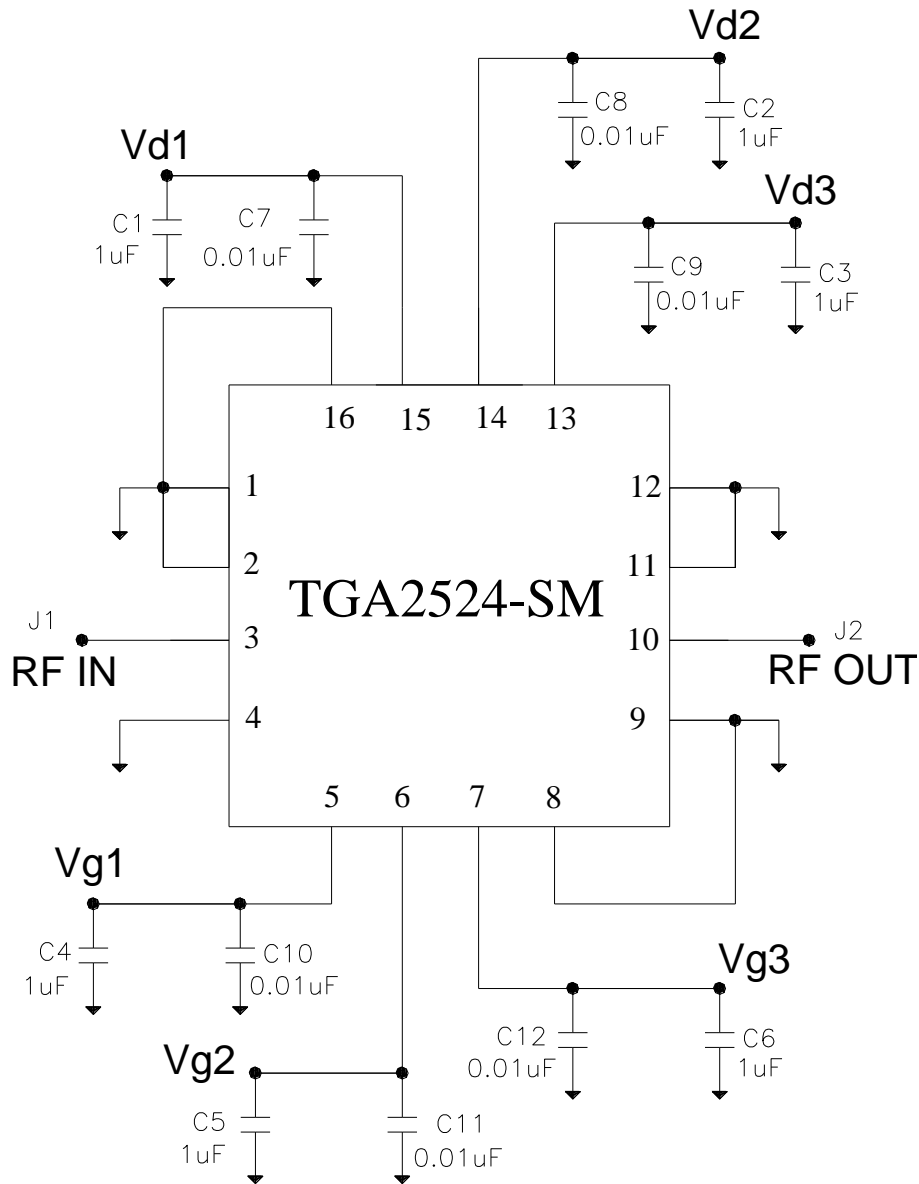 Vd2
C8
0.01uF
C2
1uF
Vd1
C1
1uF
C7
0.01uF
Vd3
C9
0.01uF
C3
1uF
16 15 14 13
1
2
3
4
12
11
10
9
TGA2524-SM
J1
RF IN
J2
RF OUT
5 6 7 8
Vg1
C4
1uF
C10
0.01uF
Vg3
C12
0.01uF
C6
1uF
Vg2
C5
1uF
C11
0.01uF